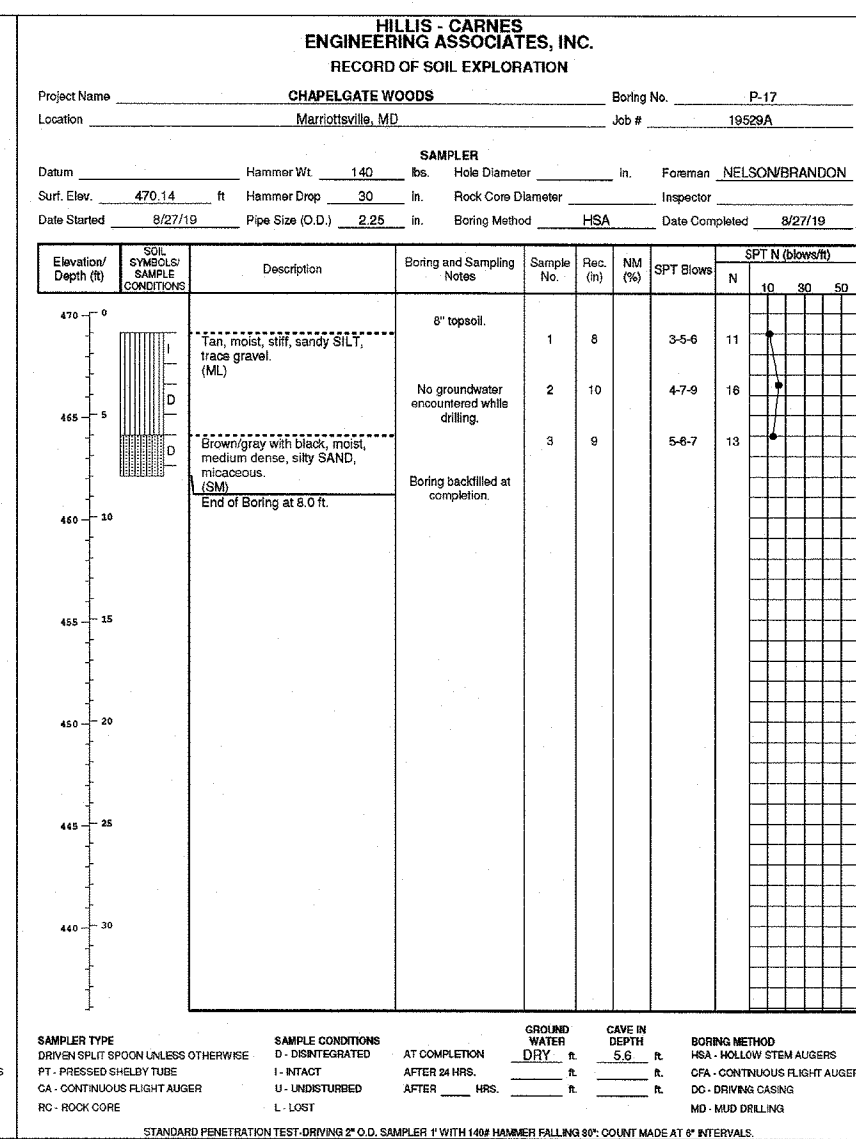 HILLIS - CARNES
ENGINEERING ASSOCIATES, INC.
RECORD OF SOIL EXPLORATION
Project Name CHAPELGATE WOODS Boring No. P-17
Location Marriottsville, MD Job # 19529A
SAMPLER
Datum Hammer Wt. 140 lbs. Hole Diameter in. Foreman NELSON/BRANDON
Surf. Elev. 470.14 ft Hammer Drop 30 in. Rock Core Diameter Inspector
Date Started 8/27/19 Pipe Size (O.D.) 2.25 in. Boring Method HSA Date Completed 8/27/19
Elevation/ Depth (ft) SOIL SYMBOLS/ SAMPLE CONDITIONS Description Boring and Sampling Notes Sample No. Rec. (in) NM (%) SPT Blows SPT N (blows/ft)
N 10 30 50
470 0
8" topsoil.
Tan, moist, stiff, sandy SILT, 1 8 3-5-6 11
I
trace gravel.
(ML)
No groundwater 2 10 4-7-9 16
D encountered while
465 5 drilling.
Brown/gray with black, moist, 3 9 5-6-7 13
D
medium dense, silty SAND,
micaceous.
(SM) Boring backfilled at
completion.
End of Boring at 8.0 ft.
460 10
455 15
450 20
445 25
440 30
GROUND WATER CAVE IN DEPTH
SAMPLER TYPE SAMPLE CONDITIONS BORING METHOD
DRIVEN SPLIT SPOON UNLESS OTHERWISE D - DISINTEGRATED AT COMPLETION DRY ft. 5.6 ft. HSA - HOLLOW STEM AUGERS
S PT - PRESSED SHELBY TUBE I - INTACT AFTER 24 HRS. ft. ft. CFA - CONTINUOUS FLIGHT AUGER
CA - CONTINUOUS FLIGHT AUGER U - UNDISTURBED AFTER HRS. ft. ft. DC - DRIVING CASING
RC - ROCK CORE L - LOST MD - MUD DRILLING
STANDARD PENETRATION TEST-DRIVING 2" O.D. SAMPLER 1' WITH 140# HAMMER FALLING 30": COUNT MADE AT 6" INTERVALS.